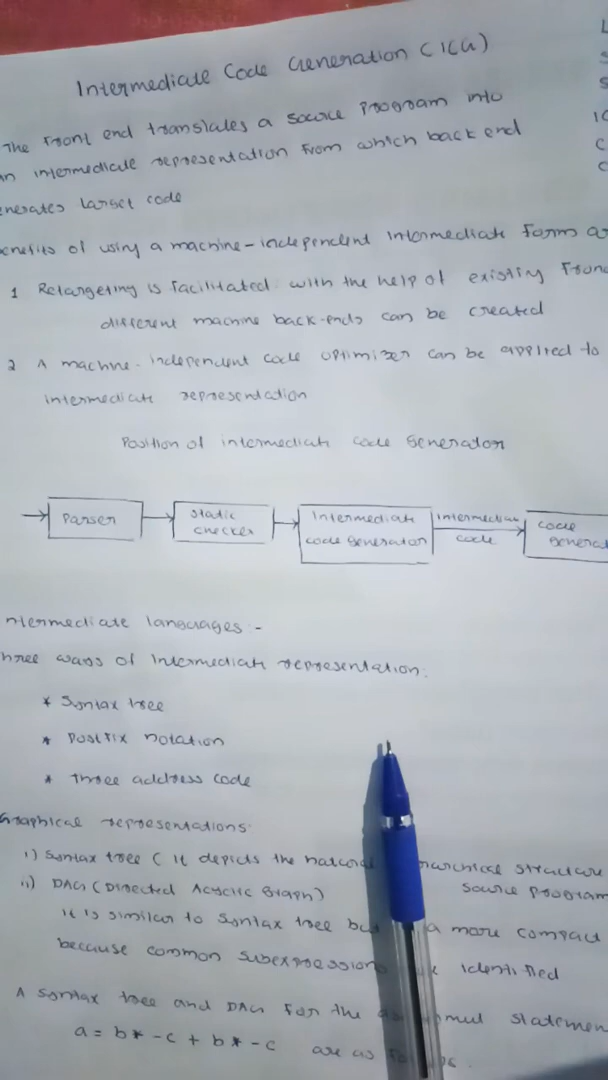 Intermediate Code Generation (ICG)
The front end translates a source program into
an intermediate representation from which back end
generates target code
benefits of using a machine-independent intermediate forms are
1 Retargeting is facilitated. with the help of existing front
different machine back-ends can be created
2 A machine-independent code optimizer can be applied to
intermediate representation
Position of intermediate code generator
Parser
static checker
Intermediate code generator
intermediate code
code generator
Intermediate languages:-
Three ways of Intermediate representation:
* Syntax tree
* Postfix notation
* three address code
Graphical representations:
i) Syntax tree ( it depicts the natural hierarchical structure
source program
ii) DAG (Directed Acyclic Graph)
it is similar to syntax tree but a more compact
because common subexpressions identified
A syntax tree and DAG for the statement
a = b * -c + b * -c are as